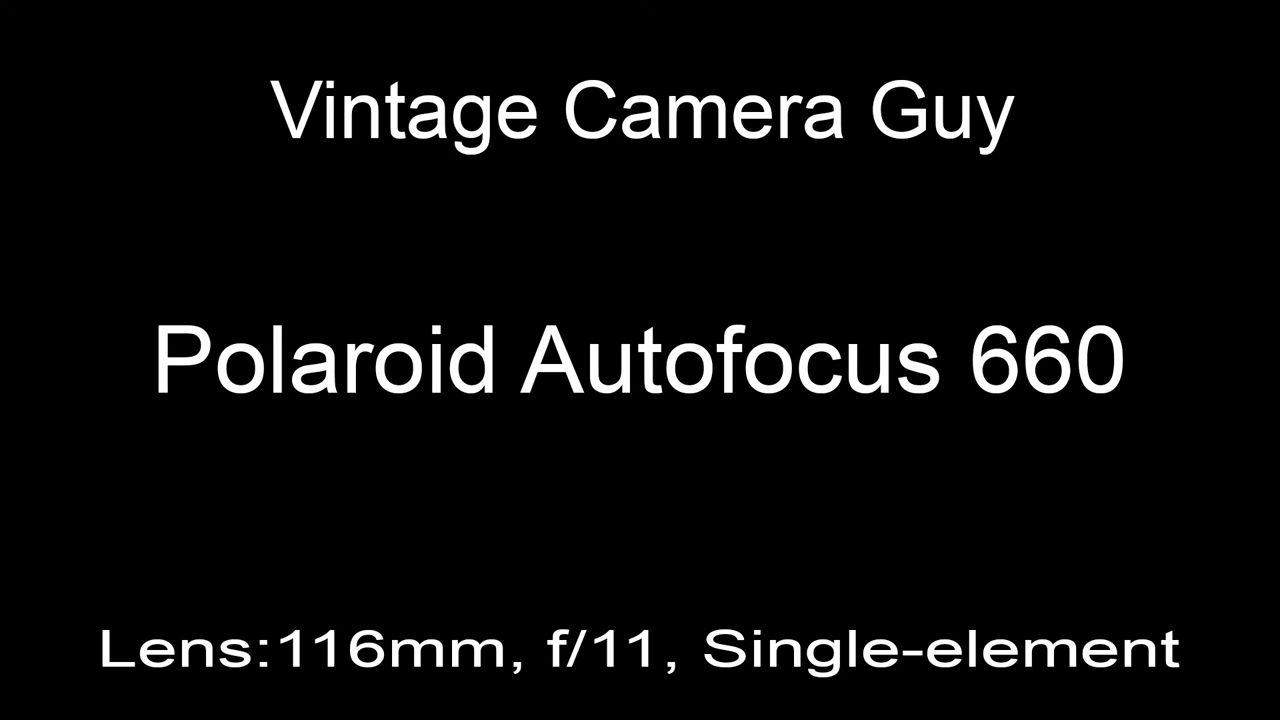 Vintage Camera Guy
Polaroid Autofocus 660
Lens:116mm, f/11, Single-element